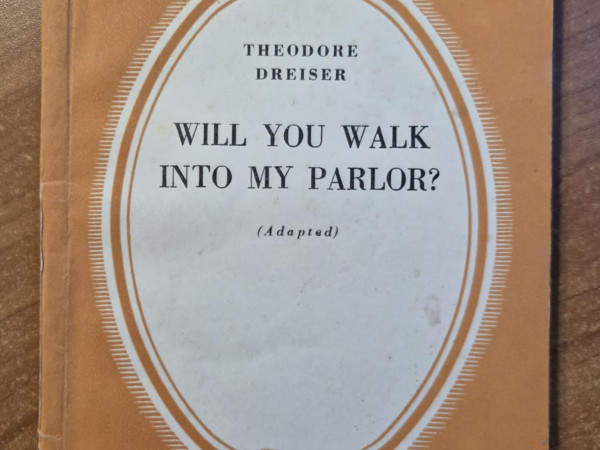 THEODORE
DREISER
WILL YOU WALK
INTO MY PARLOR?
(Adapted)